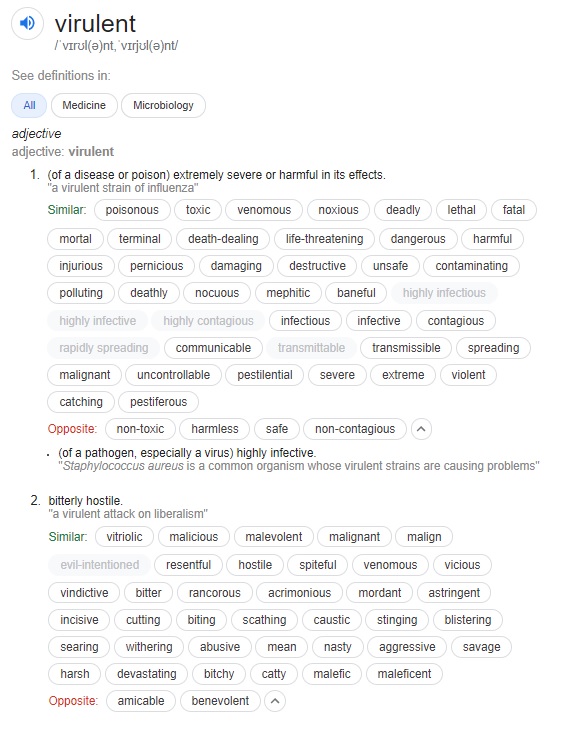 virulent
/ˈvɪrʊl(ə)nt,ˈvɪrjʊl(ə)nt/
See definitions in:
All Medicine Microbiology
adjective
adjective: virulent
1. (of a disease or poison) extremely severe or harmful in its effects.
"a virulent strain of influenza"
Similar: poisonous toxic venomous noxious deadly lethal fatal
mortal terminal death-dealing life-threatening dangerous harmful
injurious pernicious damaging destructive unsafe contaminating
polluting deathly nocuous mephitic baneful highly infectious
highly infective highly contagious infectious infective contagious
rapidly spreading communicable transmittable transmissible spreading
malignant uncontrollable pestilential severe extreme violent
catching pestiferous
Opposite: non-toxic harmless safe non-contagious
• (of a pathogen, especially a virus) highly infective.
"Staphylococcus aureus is a common organism whose virulent strains are causing problems"
2. bitterly hostile.
"a virulent attack on liberalism"
Similar: vitriolic malicious malevolent malignant malign
evil-intentioned resentful hostile spiteful venomous vicious
vindictive bitter rancorous acrimonious mordant astringent
incisive cutting biting scathing caustic stinging blistering
searing withering abusive mean nasty aggressive savage
harsh devastating bitchy catty malefic maleficent
Opposite: amicable benevolent